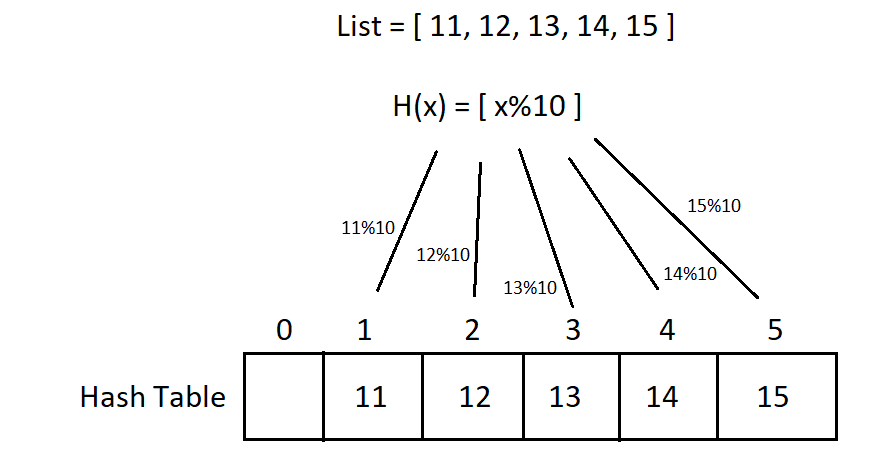 List = [ 11, 12, 13, 14, 15 ]
H(x) = [ x%10 ]
11%10
12%10
13%10
14%10
15%10
0 1 2 3 4 5
Hash Table 11 12 13 14 15